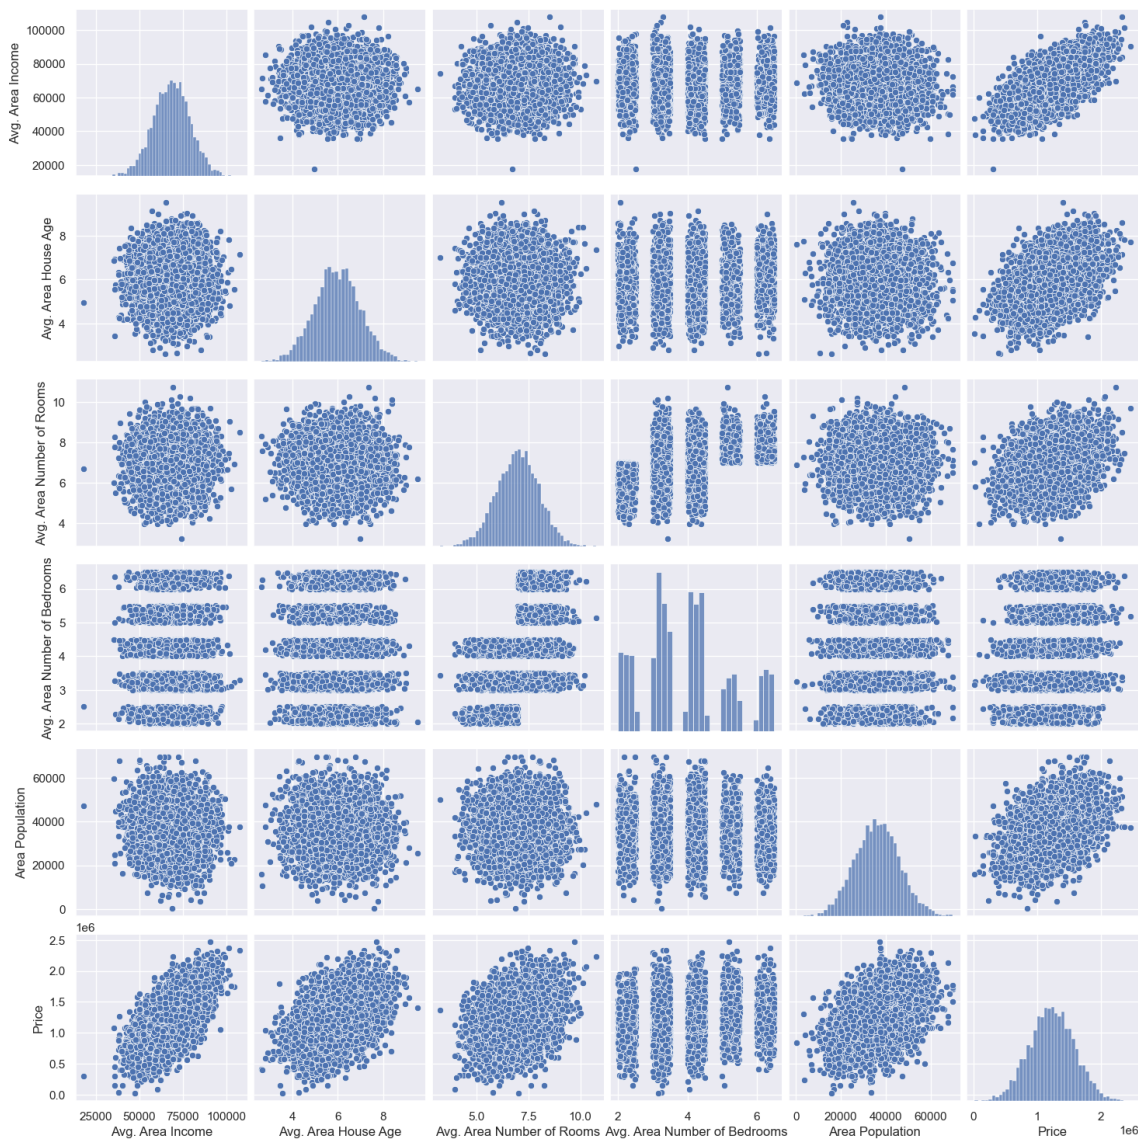 100000
80000
60000
40000
20000
Avg. Area Income
8
6
4
Avg. Area House Age
10
8
6
4
Avg. Area Number of Rooms
6
5
4
3
2
Avg. Area Number of Bedrooms
60000
40000
20000
0
Area Population
1e6
2.5
2.0
1.5
1.0
0.5
0.0
Price
25000 50000 75000 100000
4 6 8
5.0 7.5 10.0
2 4 6
0 20000 40000 60000
0 1 2
1e6
Avg. Area Income
Avg. Area House Age
Avg. Area Number of Rooms
Avg. Area Number of Bedrooms
Area Population
Price